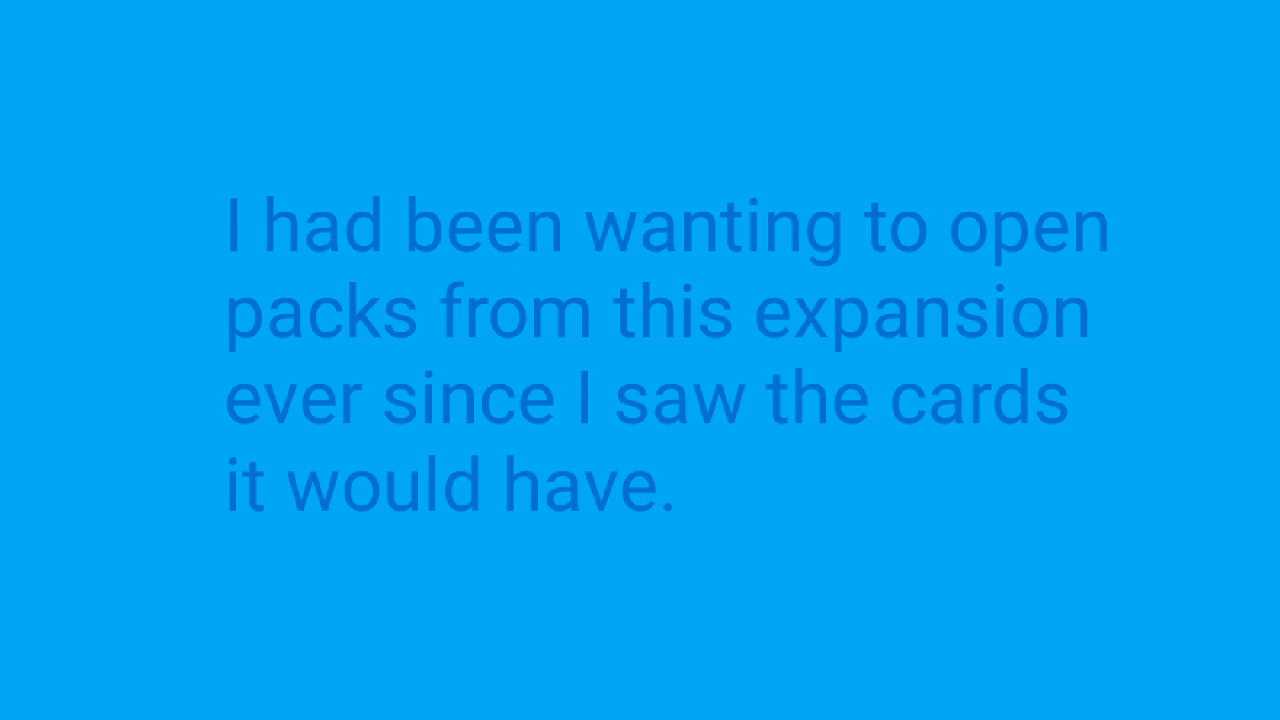 I had been wanting to open
packs from this expansion
ever since I saw the cards
it would have.